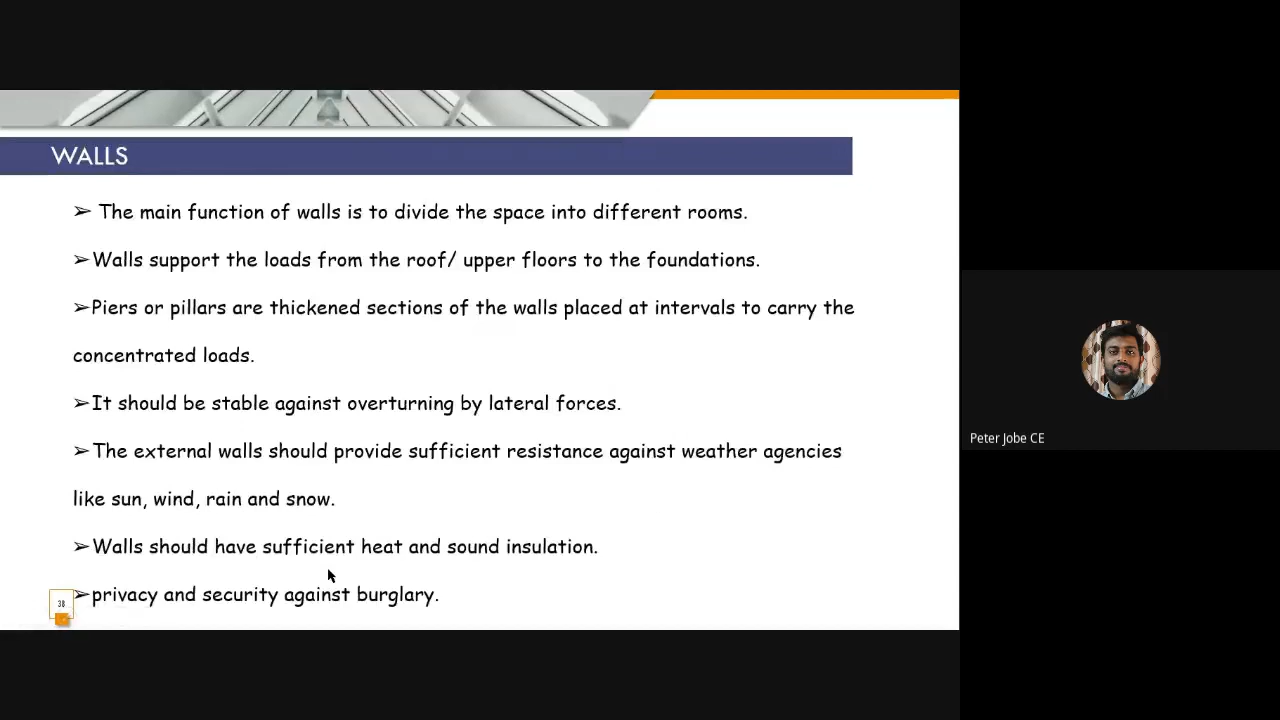 WALLS
➢ The main function of walls is to divide the space into different rooms.
➢Walls support the loads from the roof/ upper floors to the foundations.
➢Piers or pillars are thickened sections of the walls placed at intervals to carry the
concentrated loads.
➢It should be stable against overturning by lateral forces.
➢The external walls should provide sufficient resistance against weather agencies
like sun, wind, rain and snow.
➢Walls should have sufficient heat and sound insulation.
➢privacy and security against burglary.
38
Peter Jobe CE